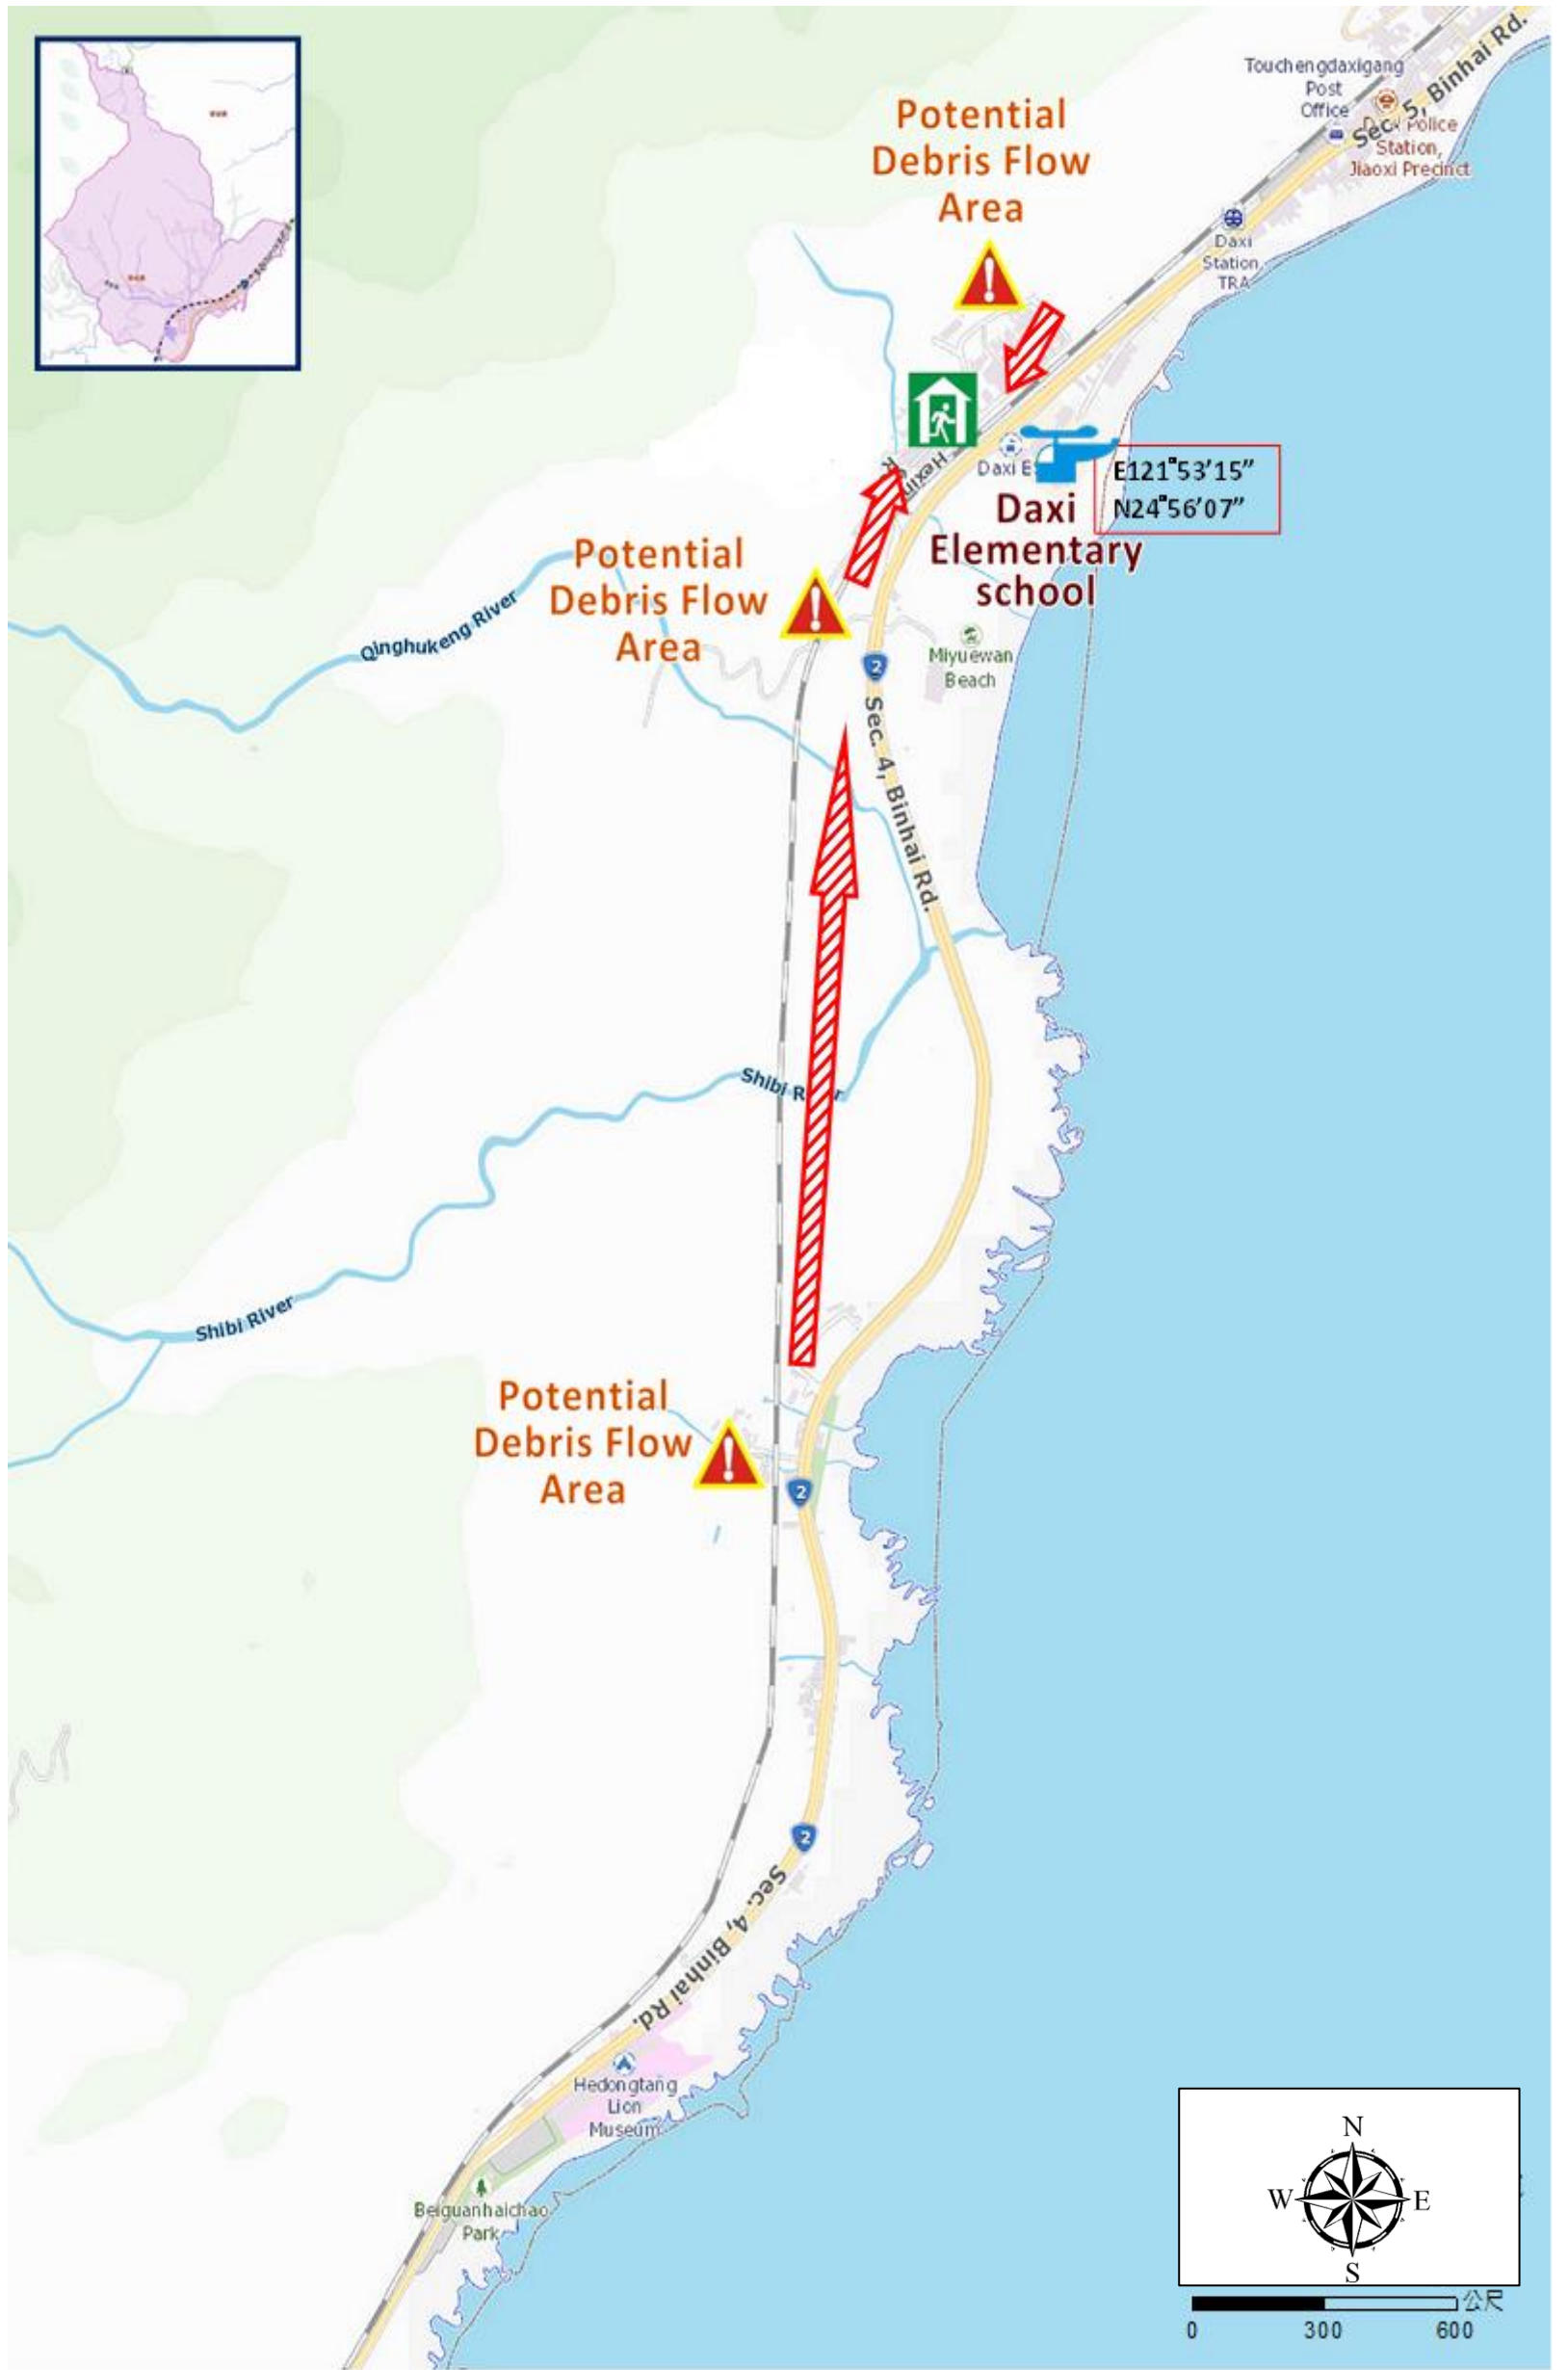 Touchengdaxigang
Post
Office
Sec. 5, Binhai Rd.
Police
Station,
Jiaoxi Precinct
Potential
Debris Flow
Area
Daxi
Station,
TRA
Hexin
R
Daxi E
E121°53’15”
N24°56’07”
Daxi
Elementary
school
Potential
Debris Flow
Area
Qinghukeng River
Miyuewan
Beach
2
Sec. 4, Binhai Rd.
Shibi R
r
Shibi River
Potential
Debris Flow
Area
2
2
Sec. 4, Binhai Rd.
Hedongtang
Lion
Museum
Beiguanhaichao
Park
N
W
E
S
公尺
0 300 600